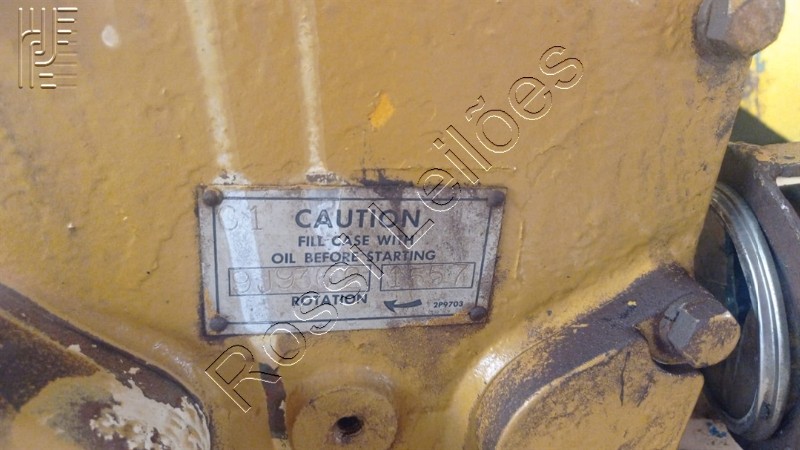 CAUTION
FILL CASE WITH
OIL BEFORE STARTING
ROTATION 2P9703
Rossi Leilões